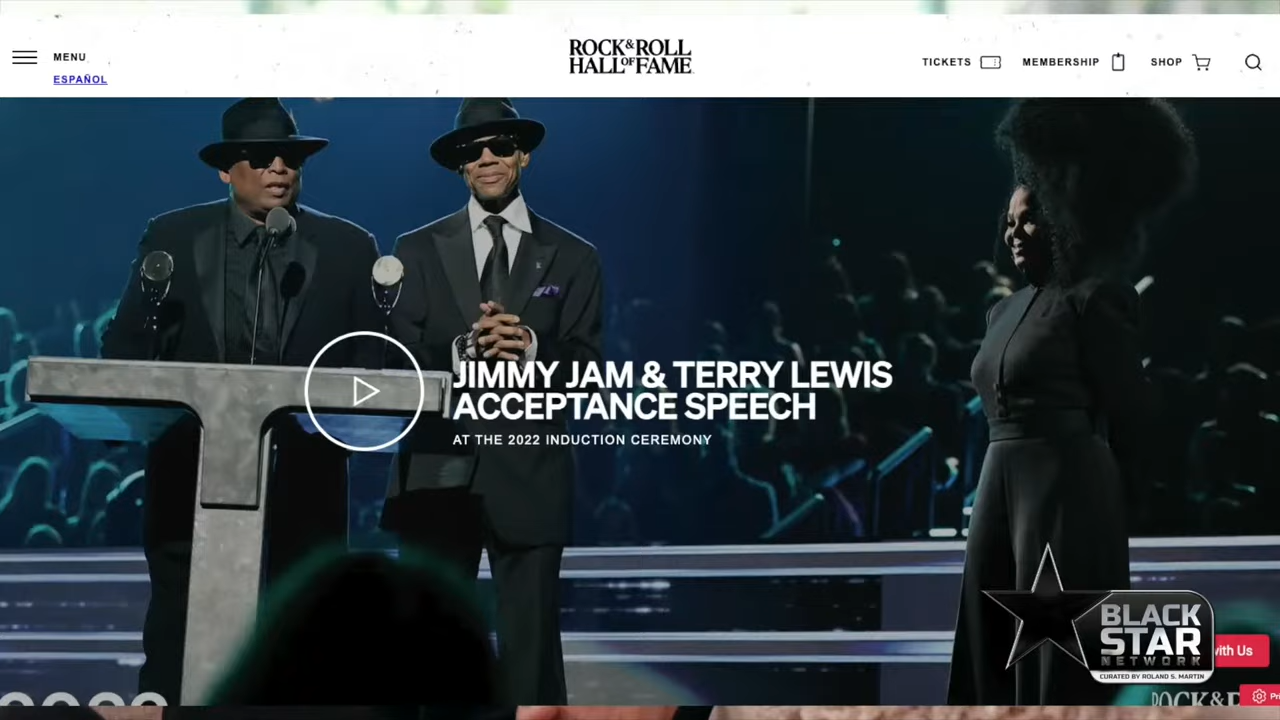 MENU
ESPAÑOL
ROCK&ROLL
HALL OF FAME
TICKETS
MEMBERSHIP
SHOP
JIMMY JAM & TERRY LEWIS
ACCEPTANCE SPEECH
AT THE 2022 INDUCTION CEREMONY
BLACK
STAR
NETWORK
CURATED BY ROLAND S. MARTIN
with Us